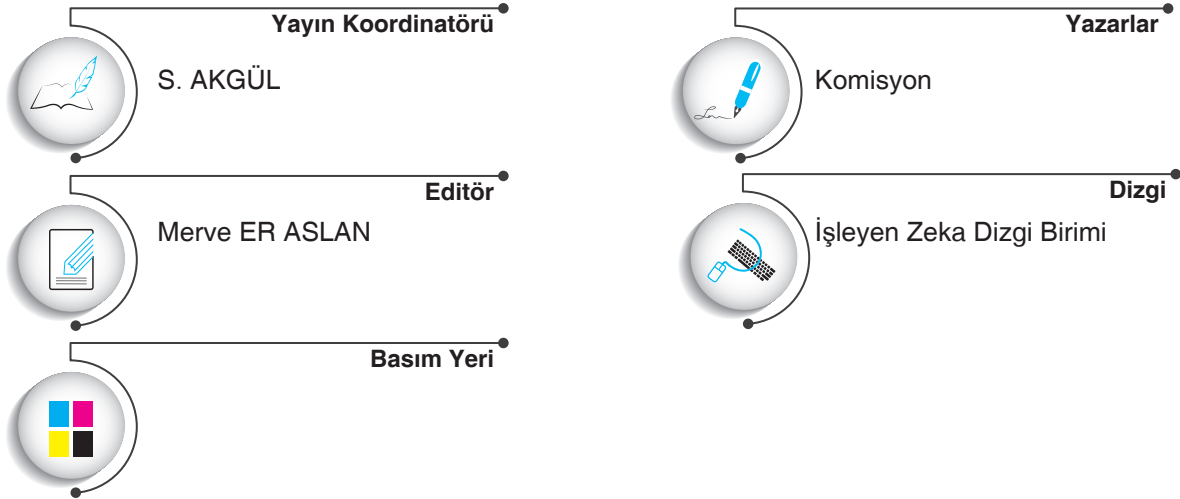 Yayın Koordinatörü
S. AKGÜL
Yazarlar
Komisyon
Editör
Merve ER ASLAN
Dizgi
İşleyen Zeka Dizgi Birimi
Basım Yeri